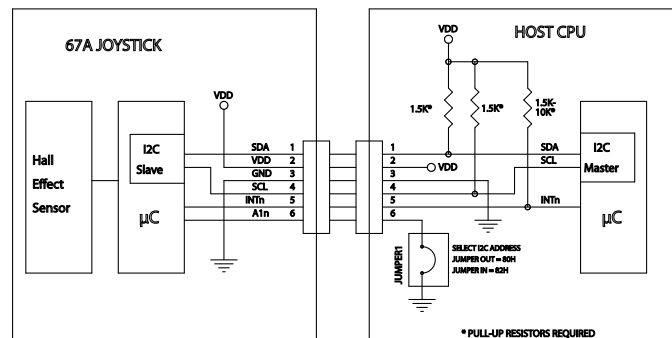 67A JOYSTICK
Hall
Effect
Sensor
I2C
Slave
μC
VDD
SDA 1
VDD 2
GND 3
SCL 4
INTn 5
A1n 6
HOST CPU
VDD
1.5K*
1.5K*
1.5K-
10K*
1
2
3
4
5
6
VDD
SDA
SCL
INTn
I2C
Master
μC
JUMPER1
SELECT I2C ADDRESS
JUMPER OUT = 80H
JUMPER IN = 82H
* PULL-UP RESISTORS REQUIRED